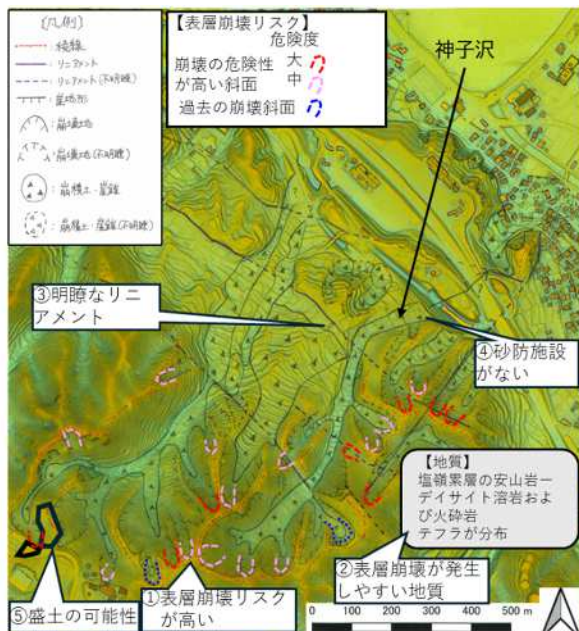 〔凡例〕
：稜線
：リニアメント
：リニアメント(不明瞭)
：崖地形
：崩壊地
：崩壊地(不明瞭)
：崩積土・崖錐
：崩積土・崖錐(不明瞭)
【表層崩壊リスク】
危険度
崩壊の危険性 大
が高い斜面 中
過去の崩壊斜面
神子沢
③明瞭なリニ
アメント
④砂防施設
がない
【地質】
塩嶺累層の安山岩ー
デイサイト溶岩およ
び火砕岩
テフラが分布
②表層崩壊が発生
しやすい地質
①表層崩壊リスク
が高い
⑤盛土の可能性
0 100 200 300 400 500 m